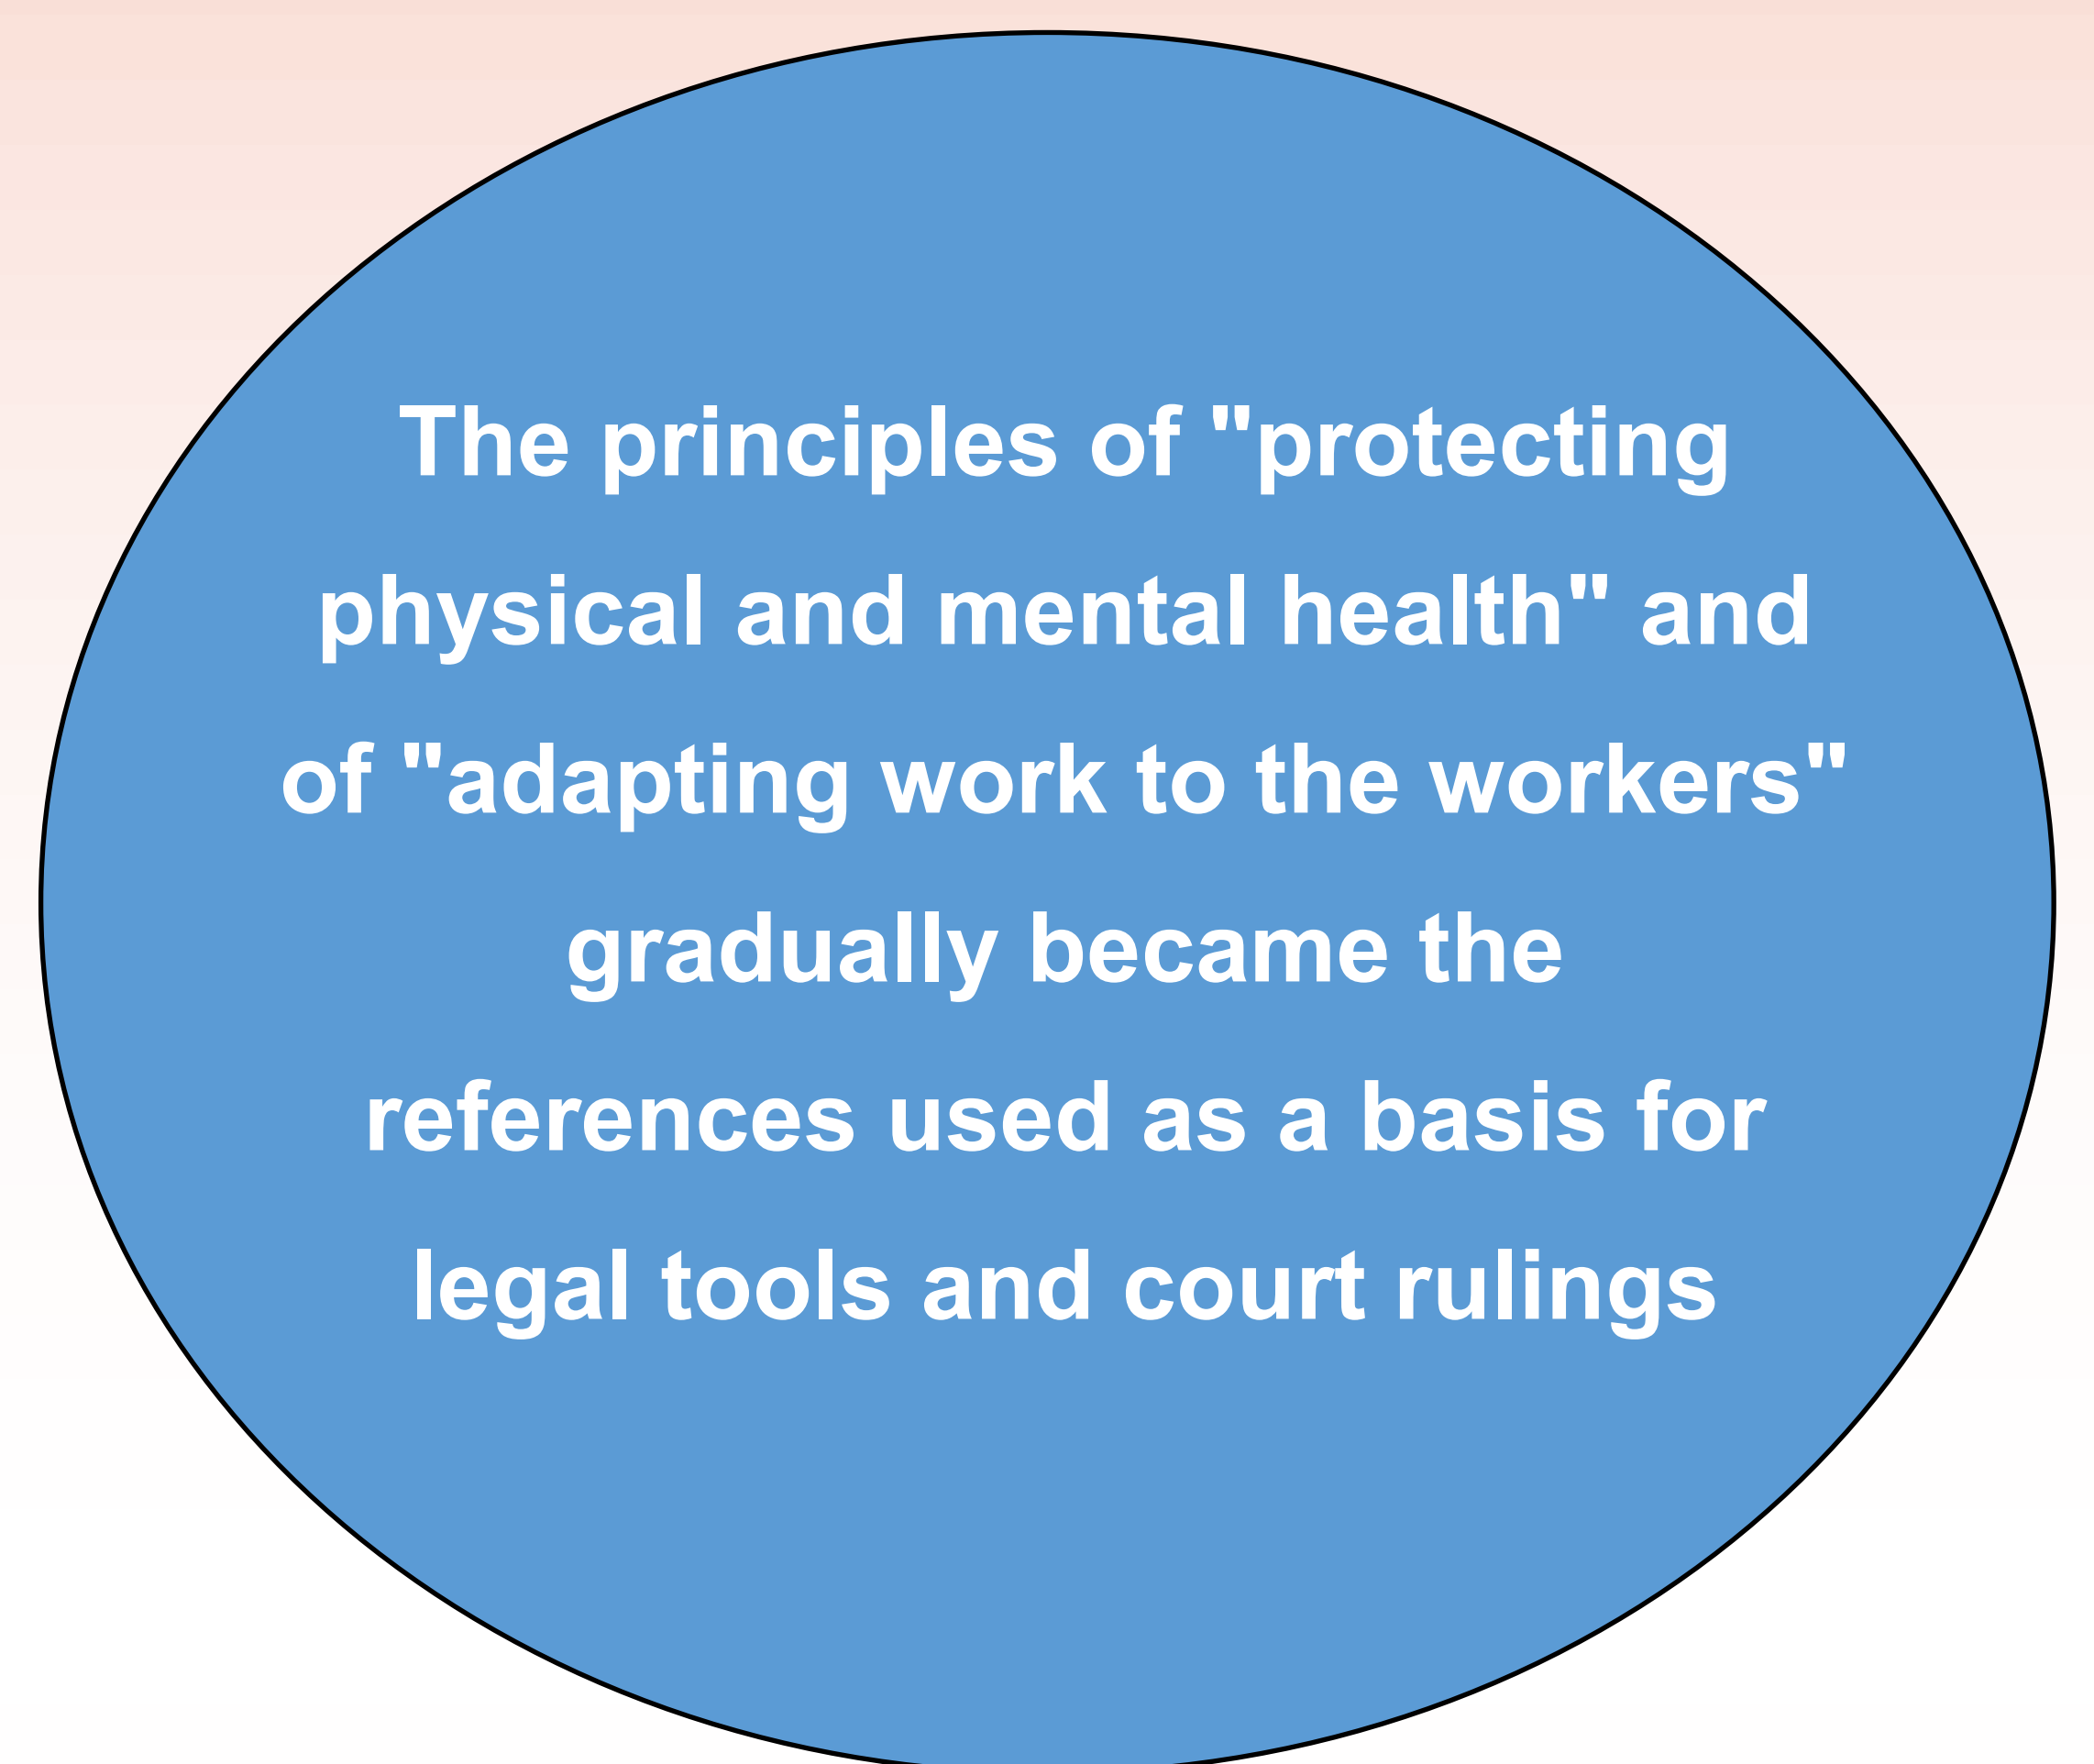 The principles of "protecting
physical and mental health" and
of "adapting work to the workers"
gradually became the
references used as a basis for
legal tools and court rulings